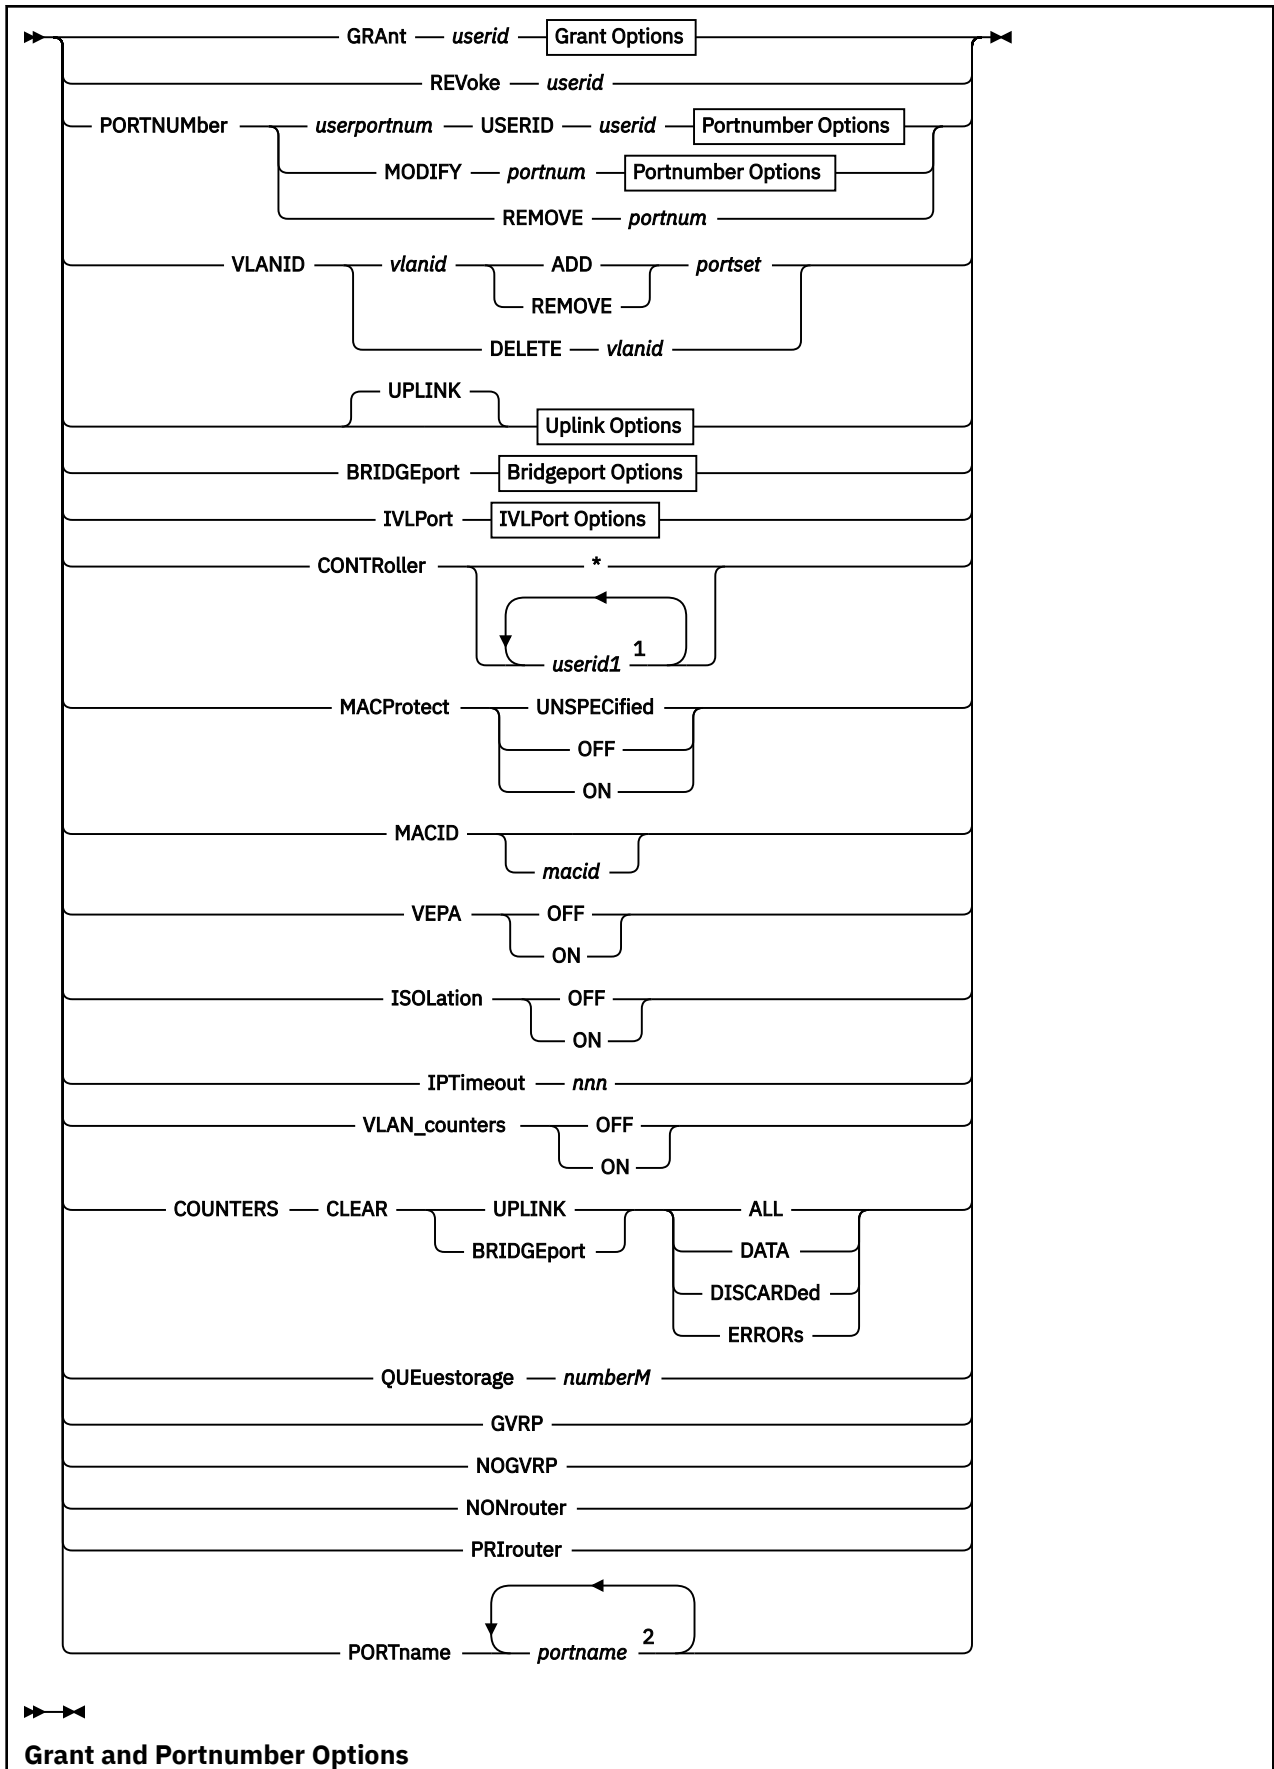 GRAnt userid Grant Options
REVoke userid
PORTNUMber userportnum USERID userid Portnumber Options
MODIFY portnum Portnumber Options
REMOVE portnum
VLANID vlanid ADD portset
REMOVE
DELETE vlanid
UPLINK
Uplink Options
BRIDGEport Bridgeport Options
IVLPort IVLPort Options
CONTRoller *
userid1 1
MACProtect UNSPECified
OFF
ON
MACID
macid
VEPA OFF
ON
ISOLation OFF
ON
IPTimeout nnn
VLAN_counters OFF
ON
COUNTERS CLEAR UPLINK ALL
BRIDGEport DATA
DISCARDed
ERRORs
QUEuestorage numberM
GVRP
NOGVRP
NONrouter
PRIrouter
PORTname portname 2
Grant and Portnumber Options